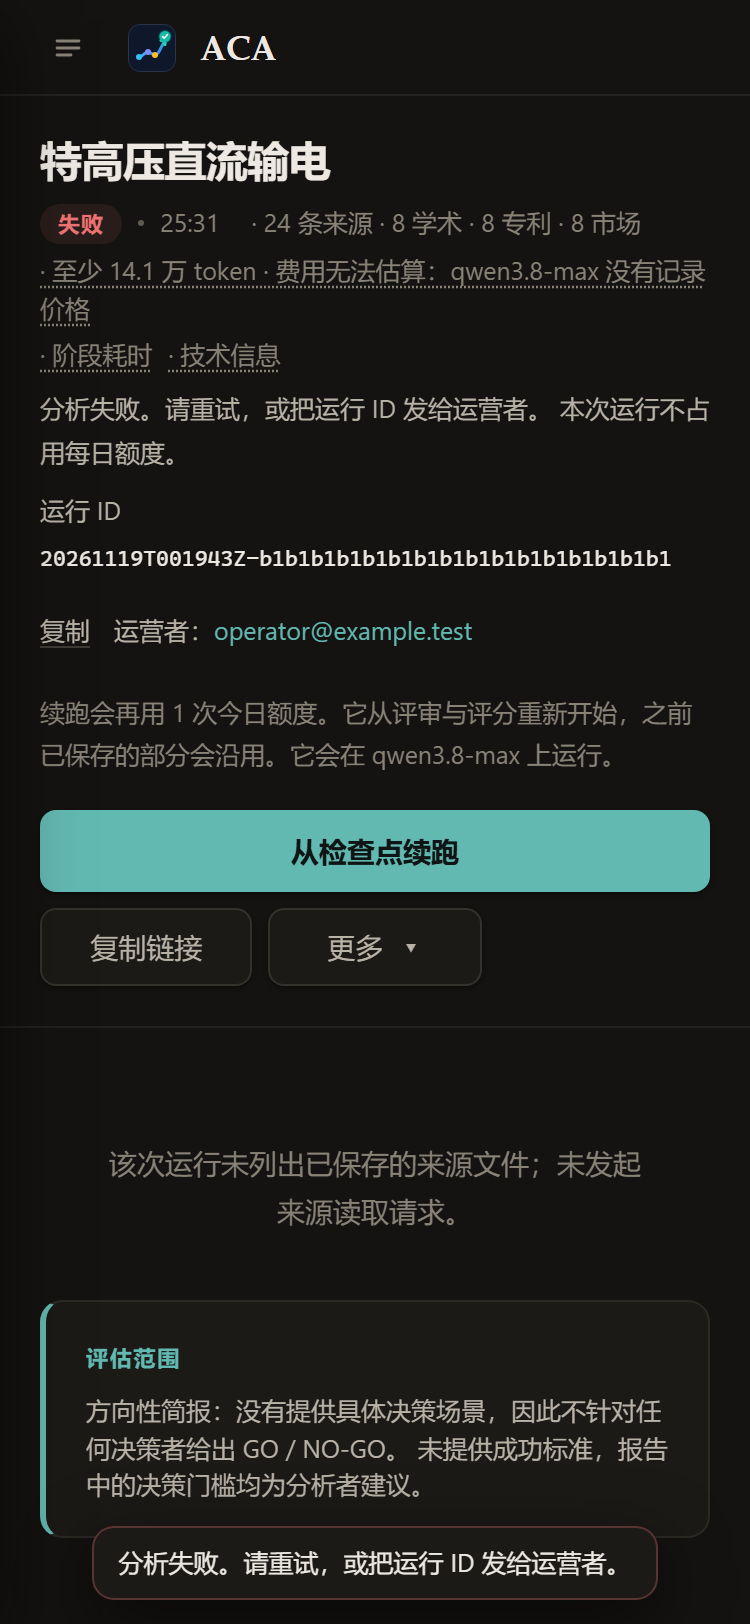 ACA
特高压直流输电
失败 • 25:31 · 24 条来源 · 8 学术 · 8 专利 · 8 市场
· 至少 14.1 万 token · 费用无法估算：qwen3.8-max 没有记录
价格
· 阶段耗时 · 技术信息
分析失败。请重试，或把运行 ID 发给运营者。 本次运行不占
用每日额度。
运行 ID
20261119T001943Z-b1b1b1b1b1b1b1b1b1b1b1b1b1b1b1b1
复制 运营者：operator@example.test
续跑会再用 1 次今日额度。它从评审与评分重新开始，之前
已保存的部分会沿用。它会在 qwen3.8-max 上运行。
从检查点续跑
复制链接 更多 ▼
该次运行未列出已保存的来源文件；未发起
来源读取请求。
评估范围
方向性简报：没有提供具体决策场景，因此不针对任
何决策者给出 GO / NO-GO。 未提供成功标准，报告
中的决策门槛均为分析者建议。
分析失败。请重试，或把运行 ID 发给运营者。